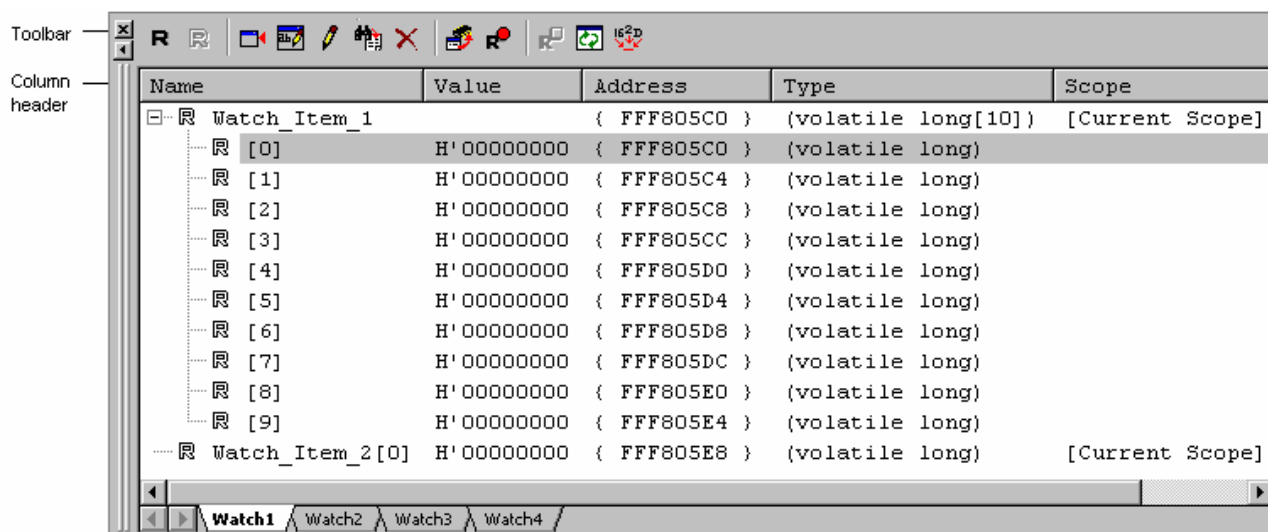 Toolbar
Column header
Name Value Address Type Scope
R Watch_Item_1 { FFF805C0 } (volatile long[10]) [Current Scope]
R [0] H'00000000 { FFF805C0 } (volatile long)
R [1] H'00000000 { FFF805C4 } (volatile long)
R [2] H'00000000 { FFF805C8 } (volatile long)
R [3] H'00000000 { FFF805CC } (volatile long)
R [4] H'00000000 { FFF805D0 } (volatile long)
R [5] H'00000000 { FFF805D4 } (volatile long)
R [6] H'00000000 { FFF805D8 } (volatile long)
R [7] H'00000000 { FFF805DC } (volatile long)
R [8] H'00000000 { FFF805E0 } (volatile long)
R [9] H'00000000 { FFF805E4 } (volatile long)
R Watch_Item_2[0] H'00000000 { FFF805E8 } (volatile long) [Current Scope]
Watch1 Watch2 Watch3 Watch4